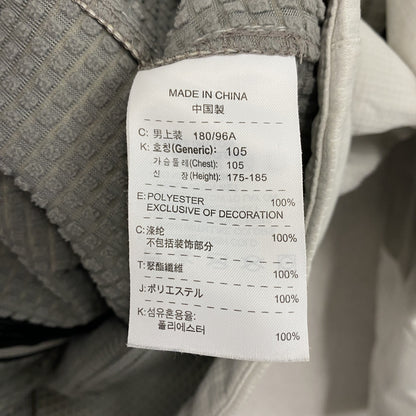 MADE IN CHINA
中国製
C: 男上装 180/96A
K: 호칭(Generic): 105
가슴둘레(Chest): 105
신 장(Height): 175-185
E: POLYESTER 100%
EXCLUSIVE OF DECORATION
C: 涤纶 100%
不包括装饰部分
T: 聚酯纖維 100%
J: ポリエステル 100%
K: 섬유혼용율
폴리에스터 100%